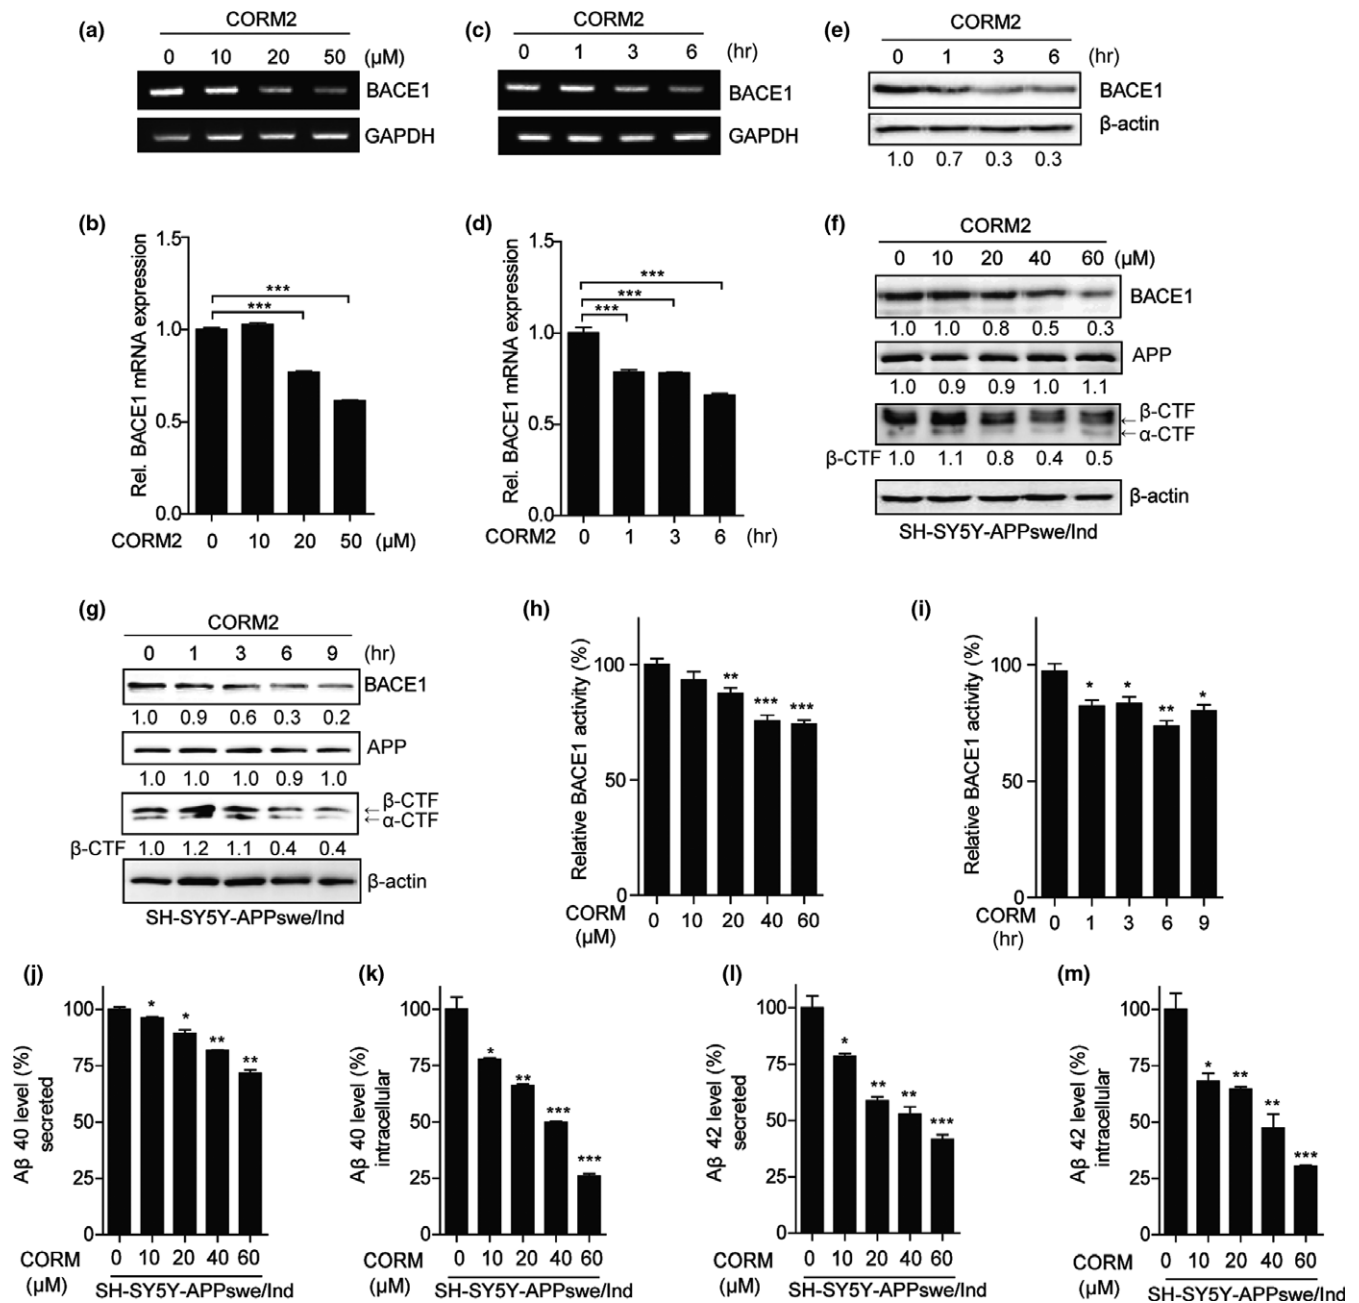 (a)
CORM2
0 10 20 50 (μM)
BACE1
GAPDH
(c)
CORM2
0 1 3 6 (hr)
BACE1
GAPDH
(e)
CORM2
0 1 3 6 (hr)
BACE1
β-actin
1.0 0.7 0.3 0.3
(b)
Rel. BACE1 mRNA expression
1.5
1.0
0.5
0.0
***
***
CORM2 0 10 20 50 (μM)
(d)
Rel. BACE1 mRNA expression
1.5
1.0
0.5
0.0
***
***
***
CORM2 0 1 3 6 (hr)
(f)
CORM2
0 10 20 40 60 (μM)
BACE1
1.0 1.0 0.8 0.5 0.3
APP
1.0 0.9 0.9 1.0 1.1
←β-CTF
←α-CTF
β-CTF 1.0 1.1 0.8 0.4 0.5
β-actin
SH-SY5Y-APPswe/Ind
(g)
CORM2
0 1 3 6 9 (hr)
BACE1
1.0 0.9 0.6 0.3 0.2
APP
1.0 1.0 1.0 0.9 1.0
←β-CTF
←α-CTF
β-CTF 1.0 1.2 1.1 0.4 0.4
β-actin
SH-SY5Y-APPswe/Ind
(h)
Relative BACE1 activity (%)
100
50
0
** *** ***
CORM 0 10 20 40 60
(μM)
(i)
Relative BACE1 activity (%)
100
50
0
* * ** *
CORM 0 1 3 6 9
(hr)
(j)
Aβ 40 level (%)
secreted
100
75
50
25
0
* * ** **
CORM 0 10 20 40 60
(μM)
SH-SY5Y-APPswe/Ind
(k)
Aβ 40 level (%)
intracellular
100
75
50
25
0
* ** *** ***
CORM 0 10 20 40 60
(μM)
SH-SY5Y-APPswe/Ind
(l)
Aβ 42 level (%)
secreted
100
75
50
25
0
* ** ** ***
CORM 0 10 20 40 60
(μM)
SH-SY5Y-APPswe/Ind
(m)
Aβ 42 level (%)
intracellular
100
75
50
25
0
* ** ** ***
CORM 0 10 20 40 60
(μM)
SH-SY5Y-APPswe/Ind